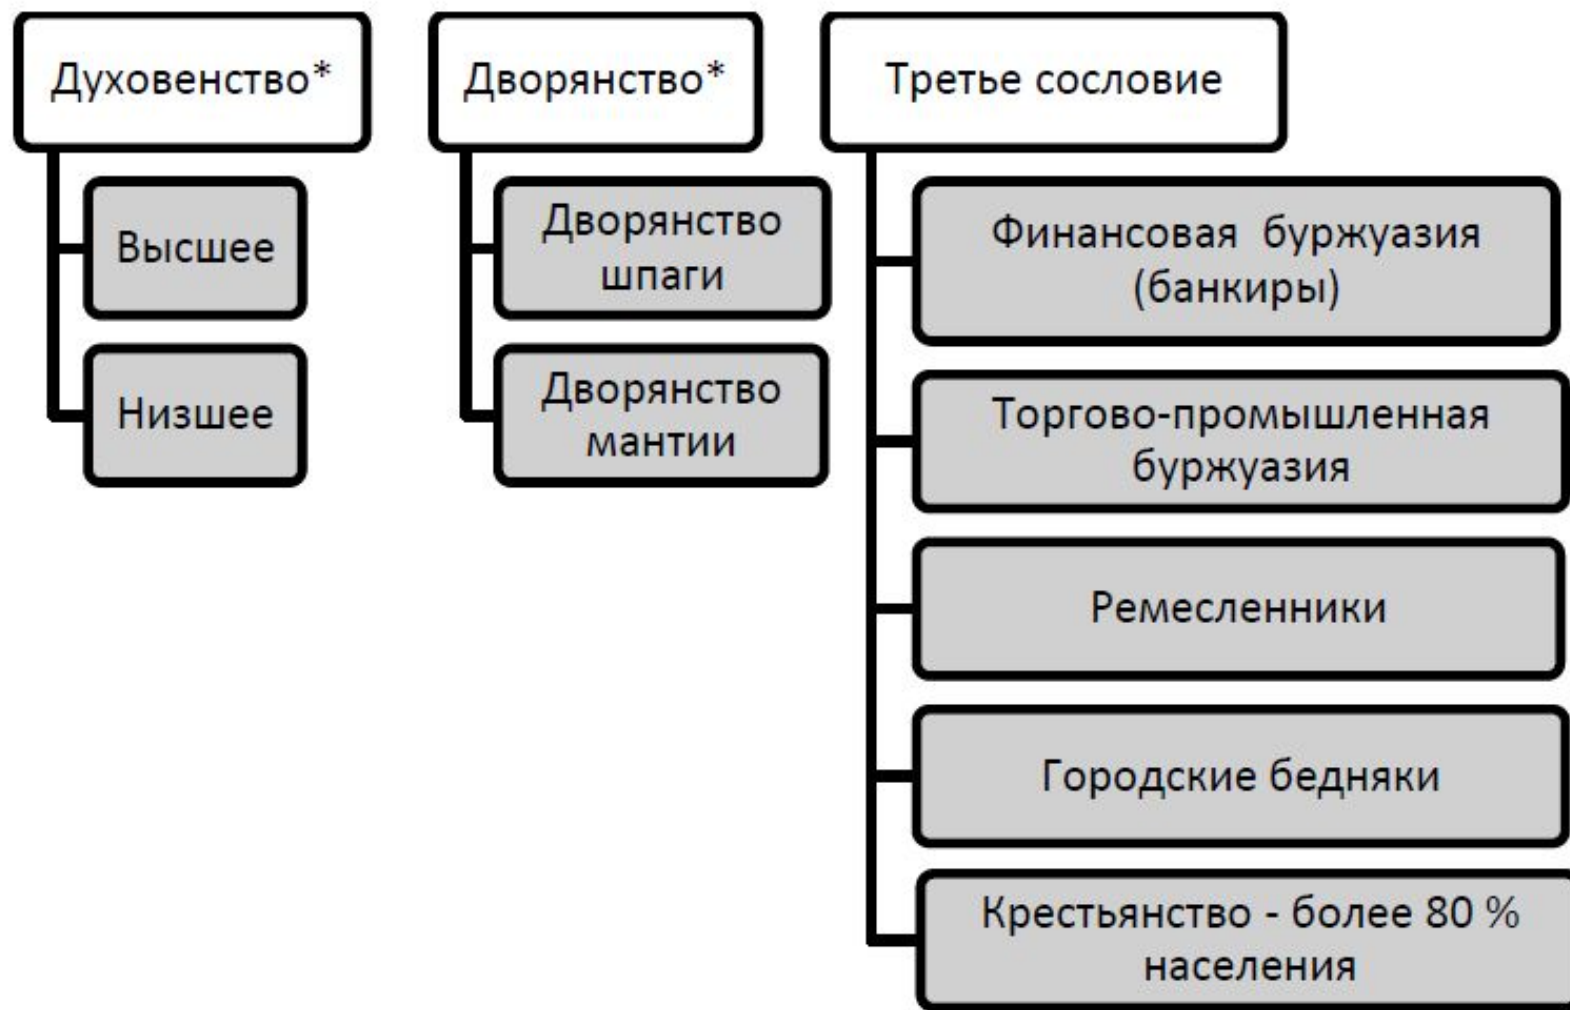 Духовенство*
Высшее
Низшее
Дворянство*
Дворянство
шпаги
Дворянство
мантии
Третье сословие
Финансовая буржуазия
(банкиры)
Торгово-промышленная
буржуазия
Ремесленники
Городские бедняки
Крестьянство - более 80 %
населения